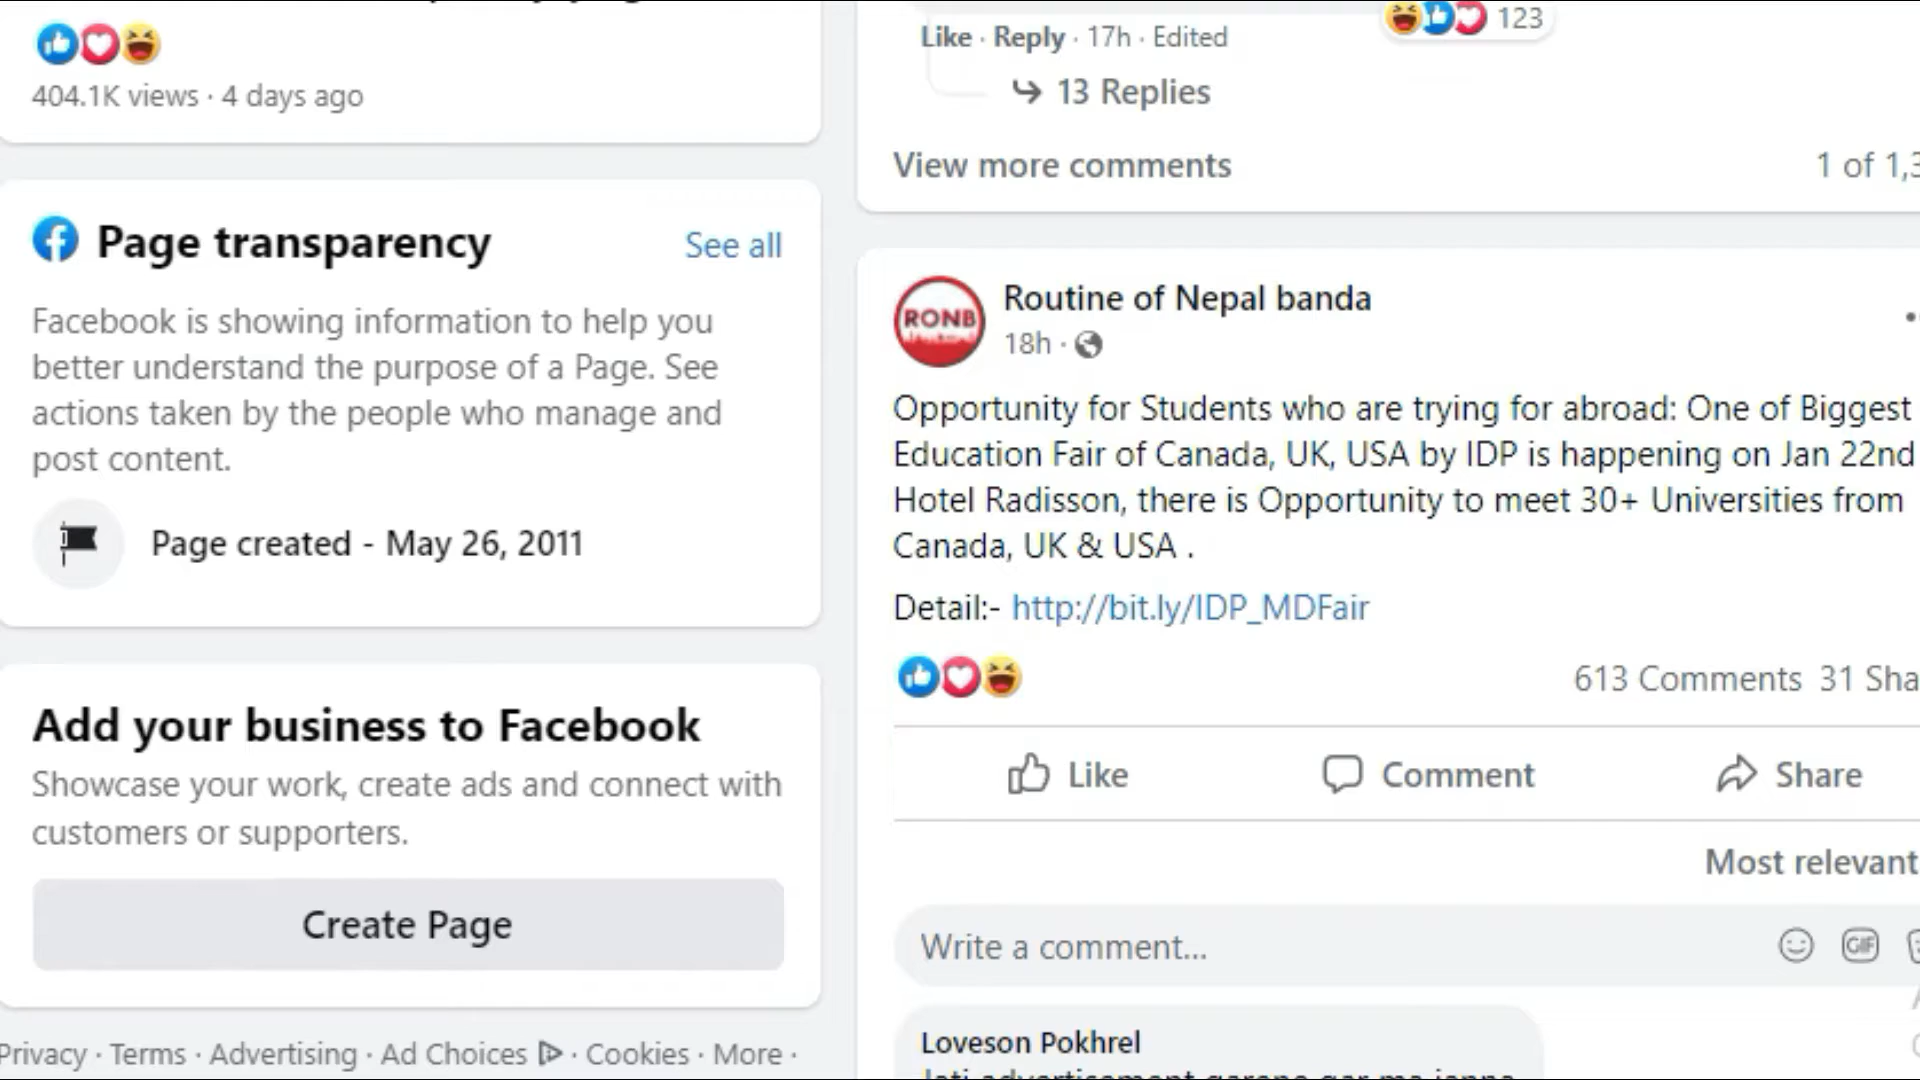 404.1K views · 4 days ago
Page transparency
See all
Facebook is showing information to help you
better understand the purpose of a Page. See
actions taken by the people who manage and
post content.
Page created - May 26, 2011
Add your business to Facebook
Showcase your work, create ads and connect with
customers or supporters.
Create Page
Privacy · Terms · Advertising · Ad Choices · Cookies · More ·
Like · Reply · 17h · Edited
123
13 Replies
View more comments
1 of 1,3
RONB
Routine of Nepal banda
18h ·
Opportunity for Students who are trying for abroad: One of Biggest
Education Fair of Canada, UK, USA by IDP is happening on Jan 22nd
Hotel Radisson, there is Opportunity to meet 30+ Universities from
Canada, UK & USA .
Detail:- http://bit.ly/IDP_MDFair
613 Comments 31 Sha
Like
Comment
Share
Most relevant
Write a comment...
GIF
Loveson Pokhrel